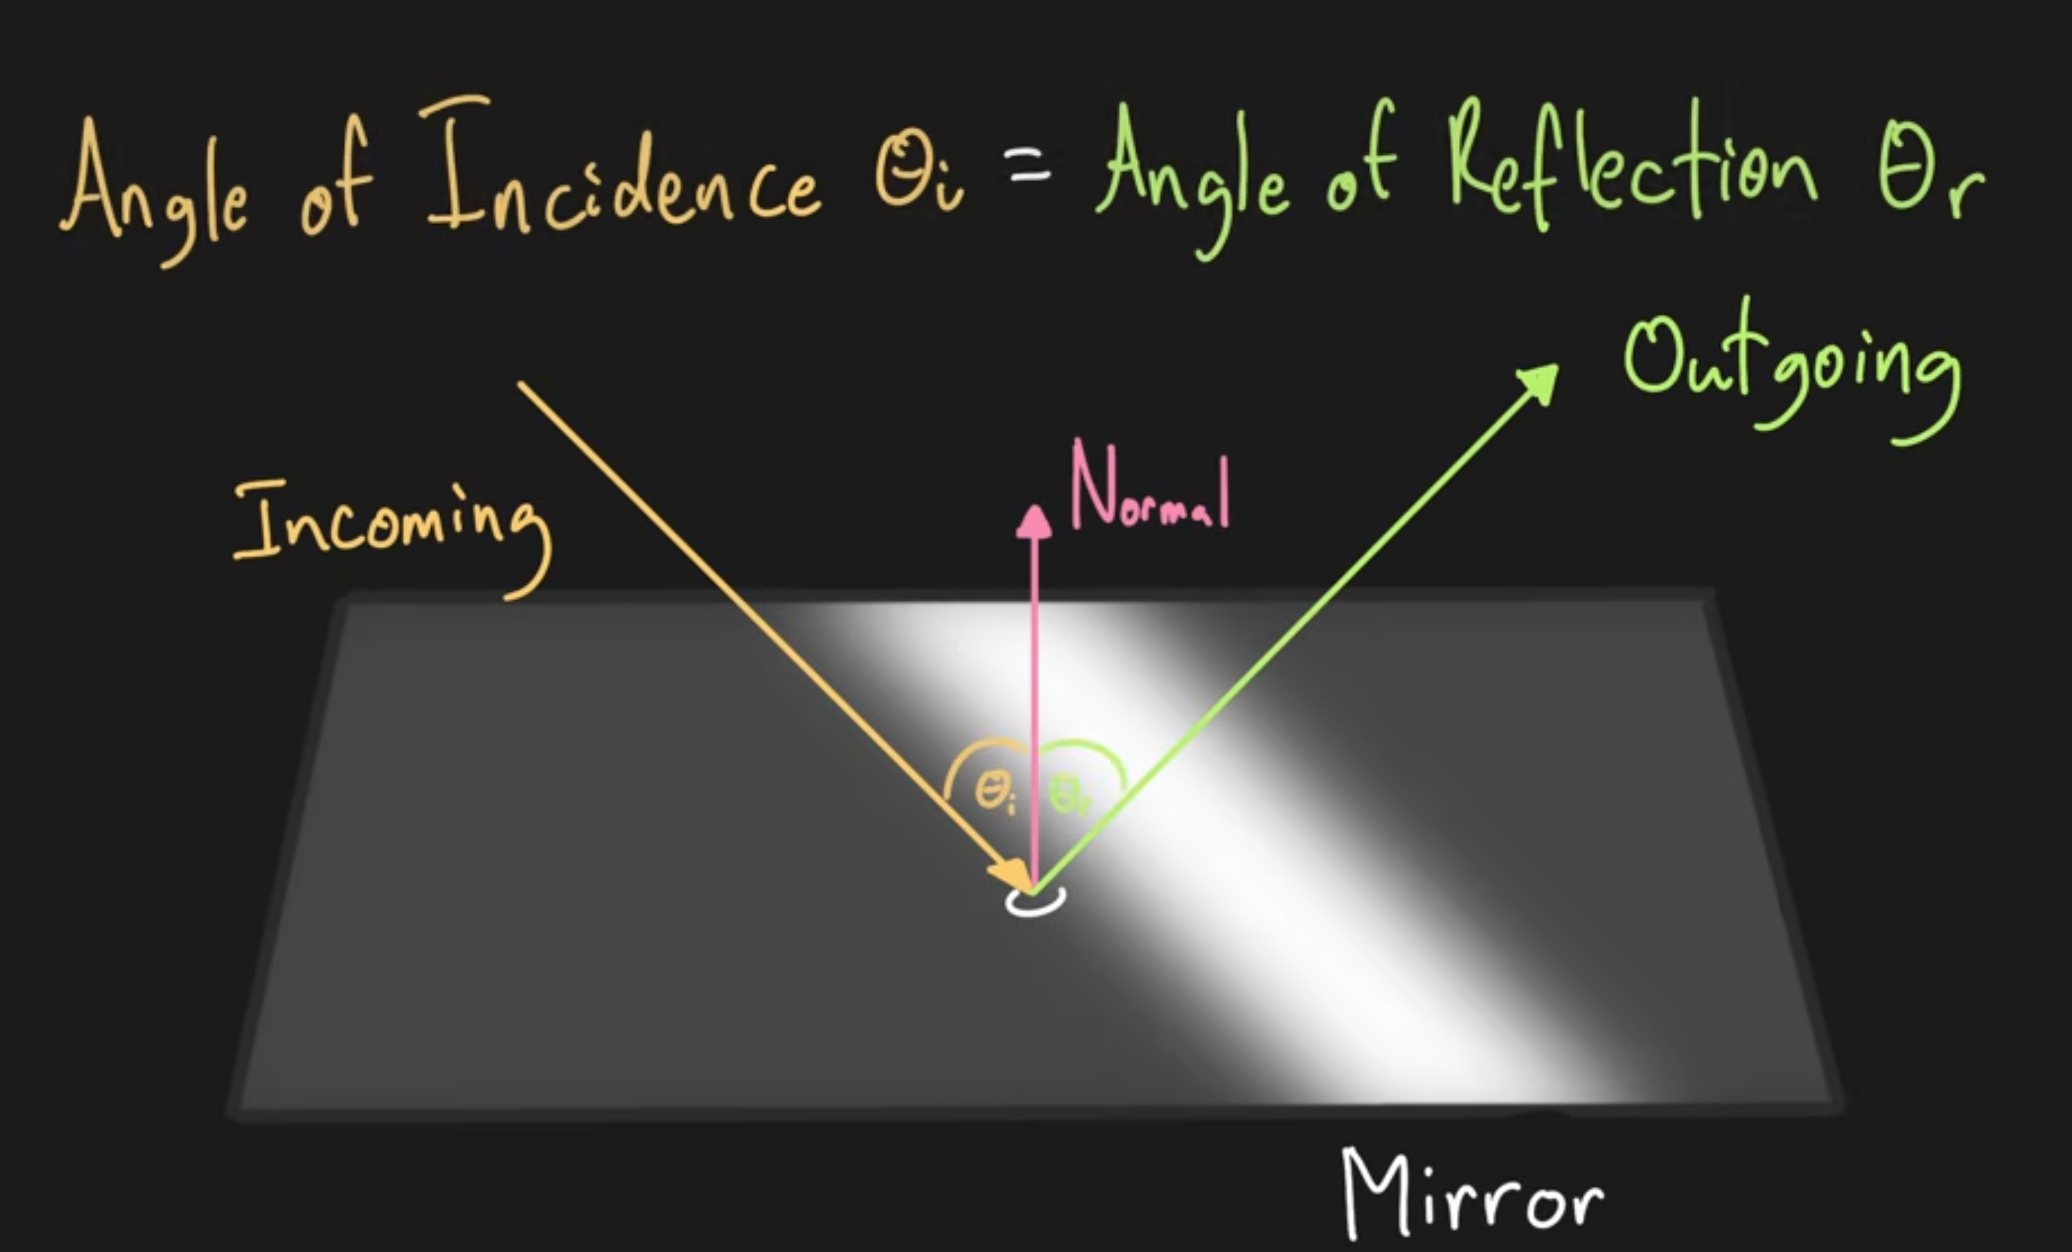 Angle of Incidence θi = Angle of Reflection θr
Outgoing
Normal
Incoming
θi θr
Mirror